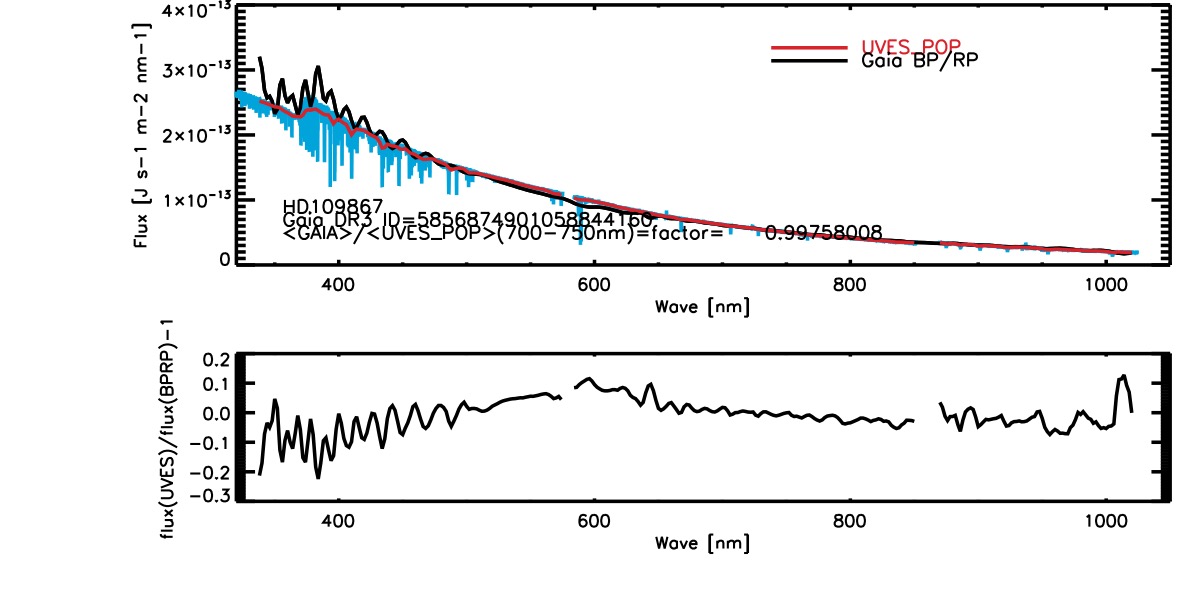 4×10−13
3×10−13
2×10−13
1×10−13
0
Flux [J s−1 m−2 nm−1]
UVES_POP
Gaia BP/RP
HD109867
Gaia DR3 ID=5856874901058844160
<GAIA>/<UVES_POP>(700−750nm)=factor= 0.99758008
400 600 800 1000
Wave [nm]
0.2
0.1
0.0
−0.1
−0.2
−0.3
flux(UVES)/flux(BPRP)−1
400 600 800 1000
Wave [nm]